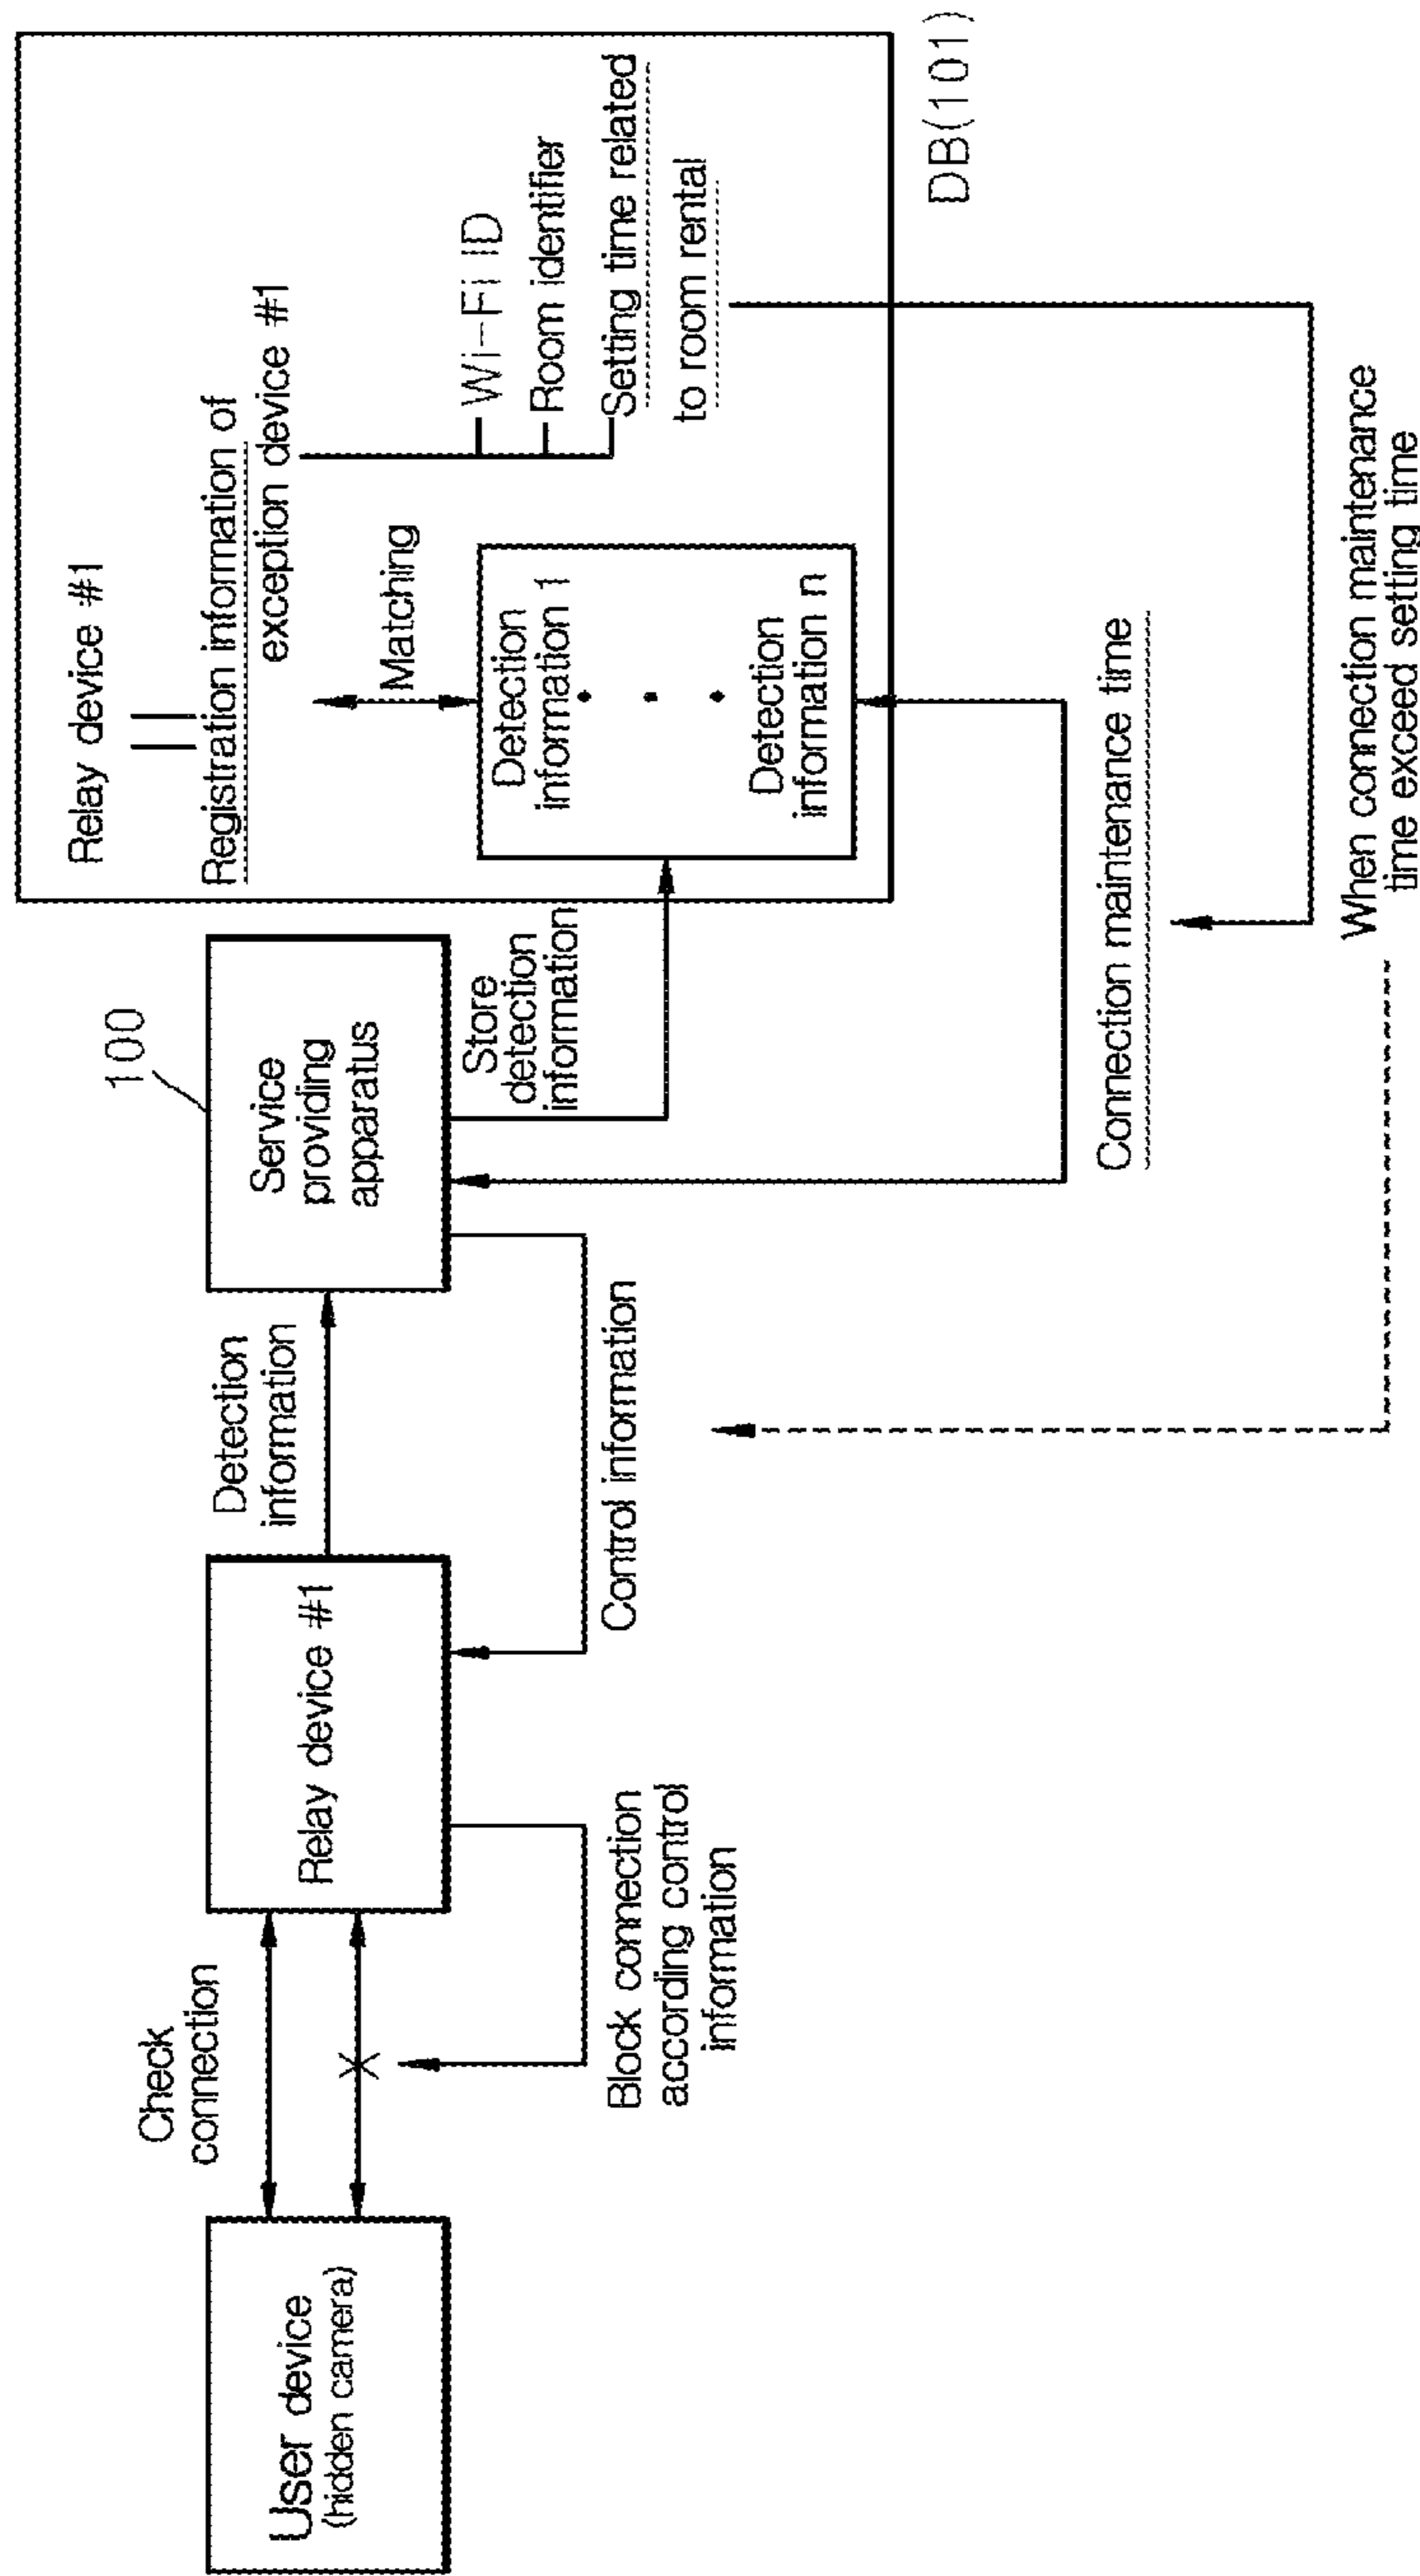 User device
(hidden camera)
Check
connection
Block connection
according control
information
Relay device #1
Detection
information
Control information
100
Service
providing
apparatus
Store
detection
information
Relay device #1
Registration information of
exception device #1
Matching
Detection
information 1
Detection
information n
Wi-Fi ID
Room identifier
Setting time related
to room rental
DB(101)
Connection maintenance time
When connection maintenance
time exceed setting time